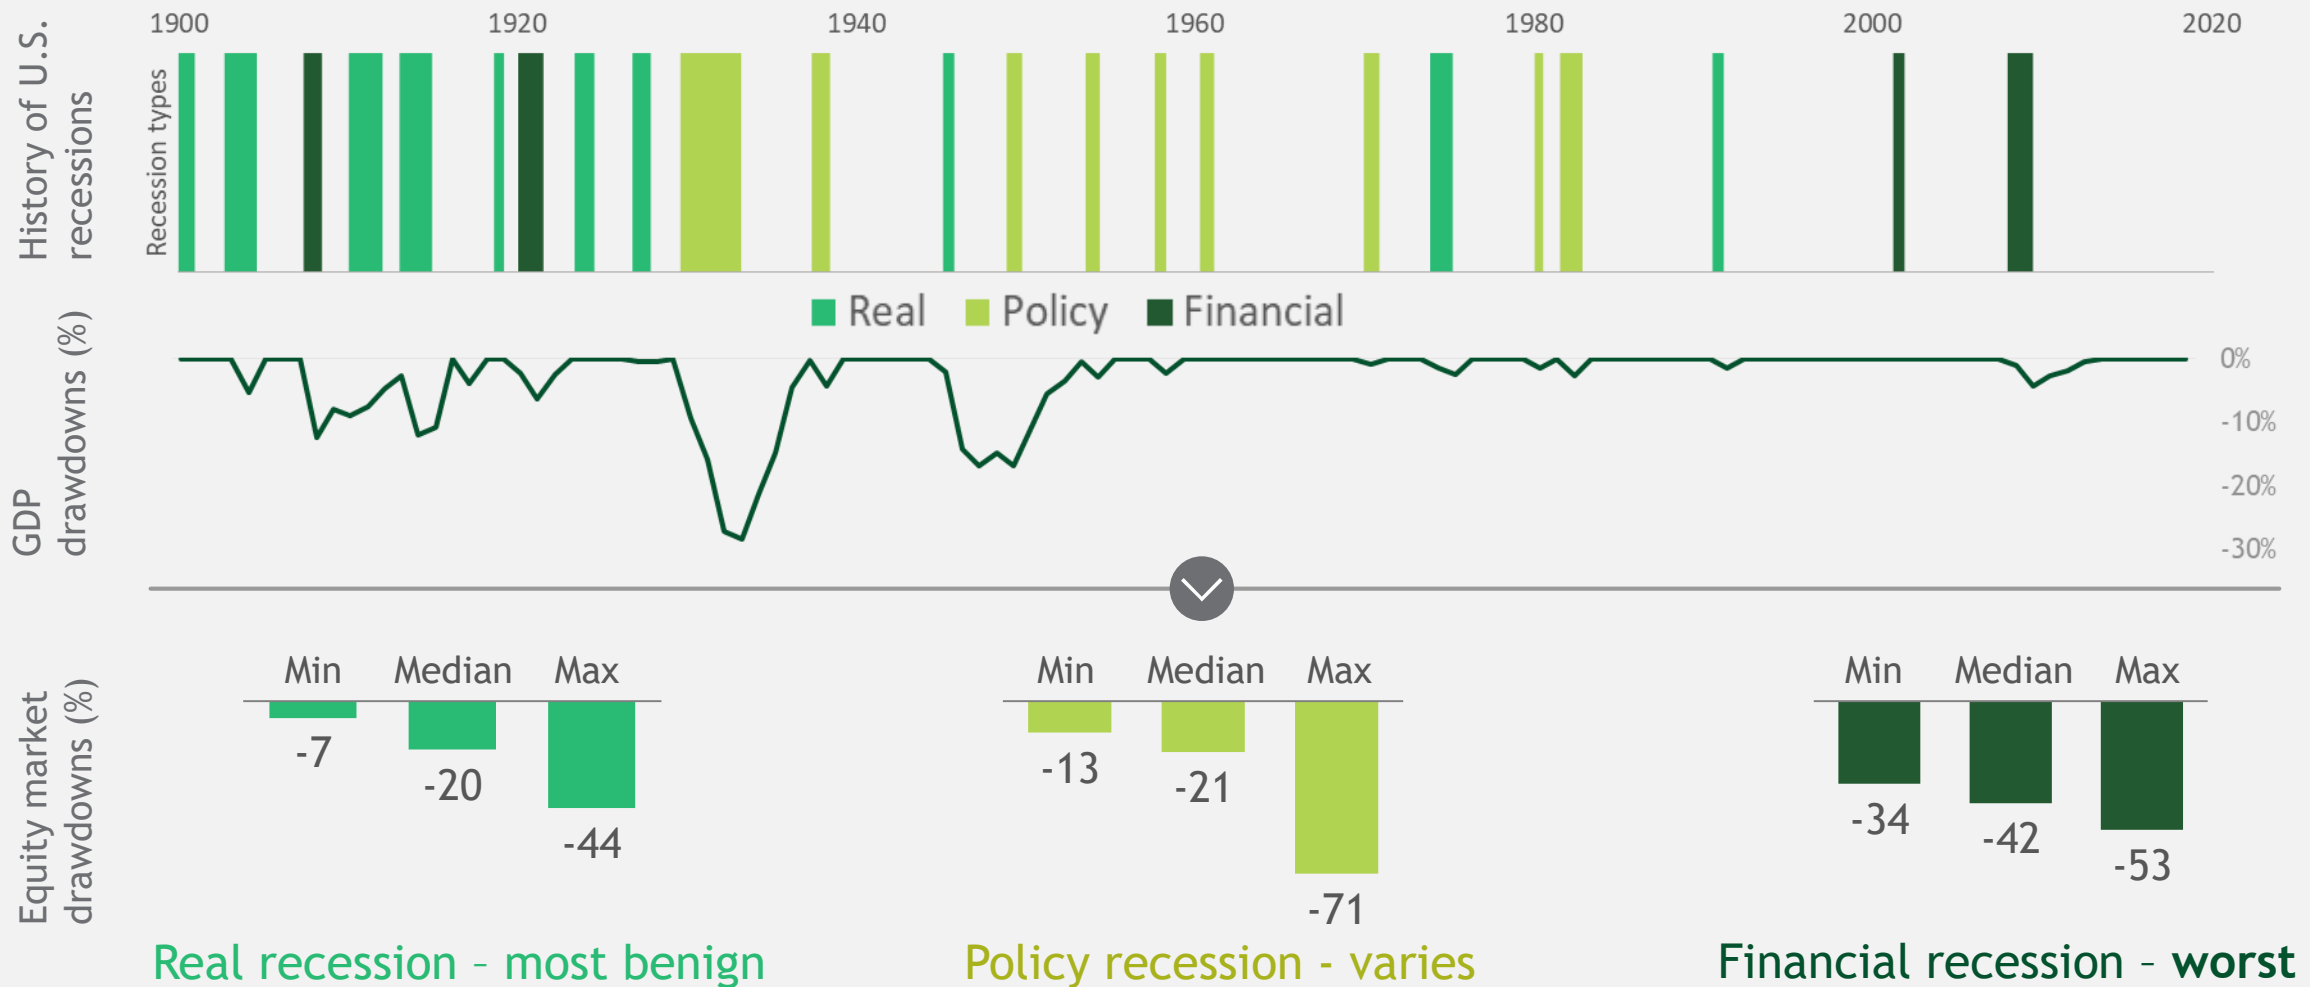 1900 1920 1940 1960 1980 2000 2020
History of U.S.
recessions
Recession types
Real Policy Financial
GDP
drawdowns (%)
0%
-10%
-20%
-30%
Equity market
drawdowns (%)
Min Median Max
-7
-20
-44
Real recession – most benign
Min Median Max
-13
-21
-71
Policy recession - varies
Min Median Max
-34
-42
-53
Financial recession – worst